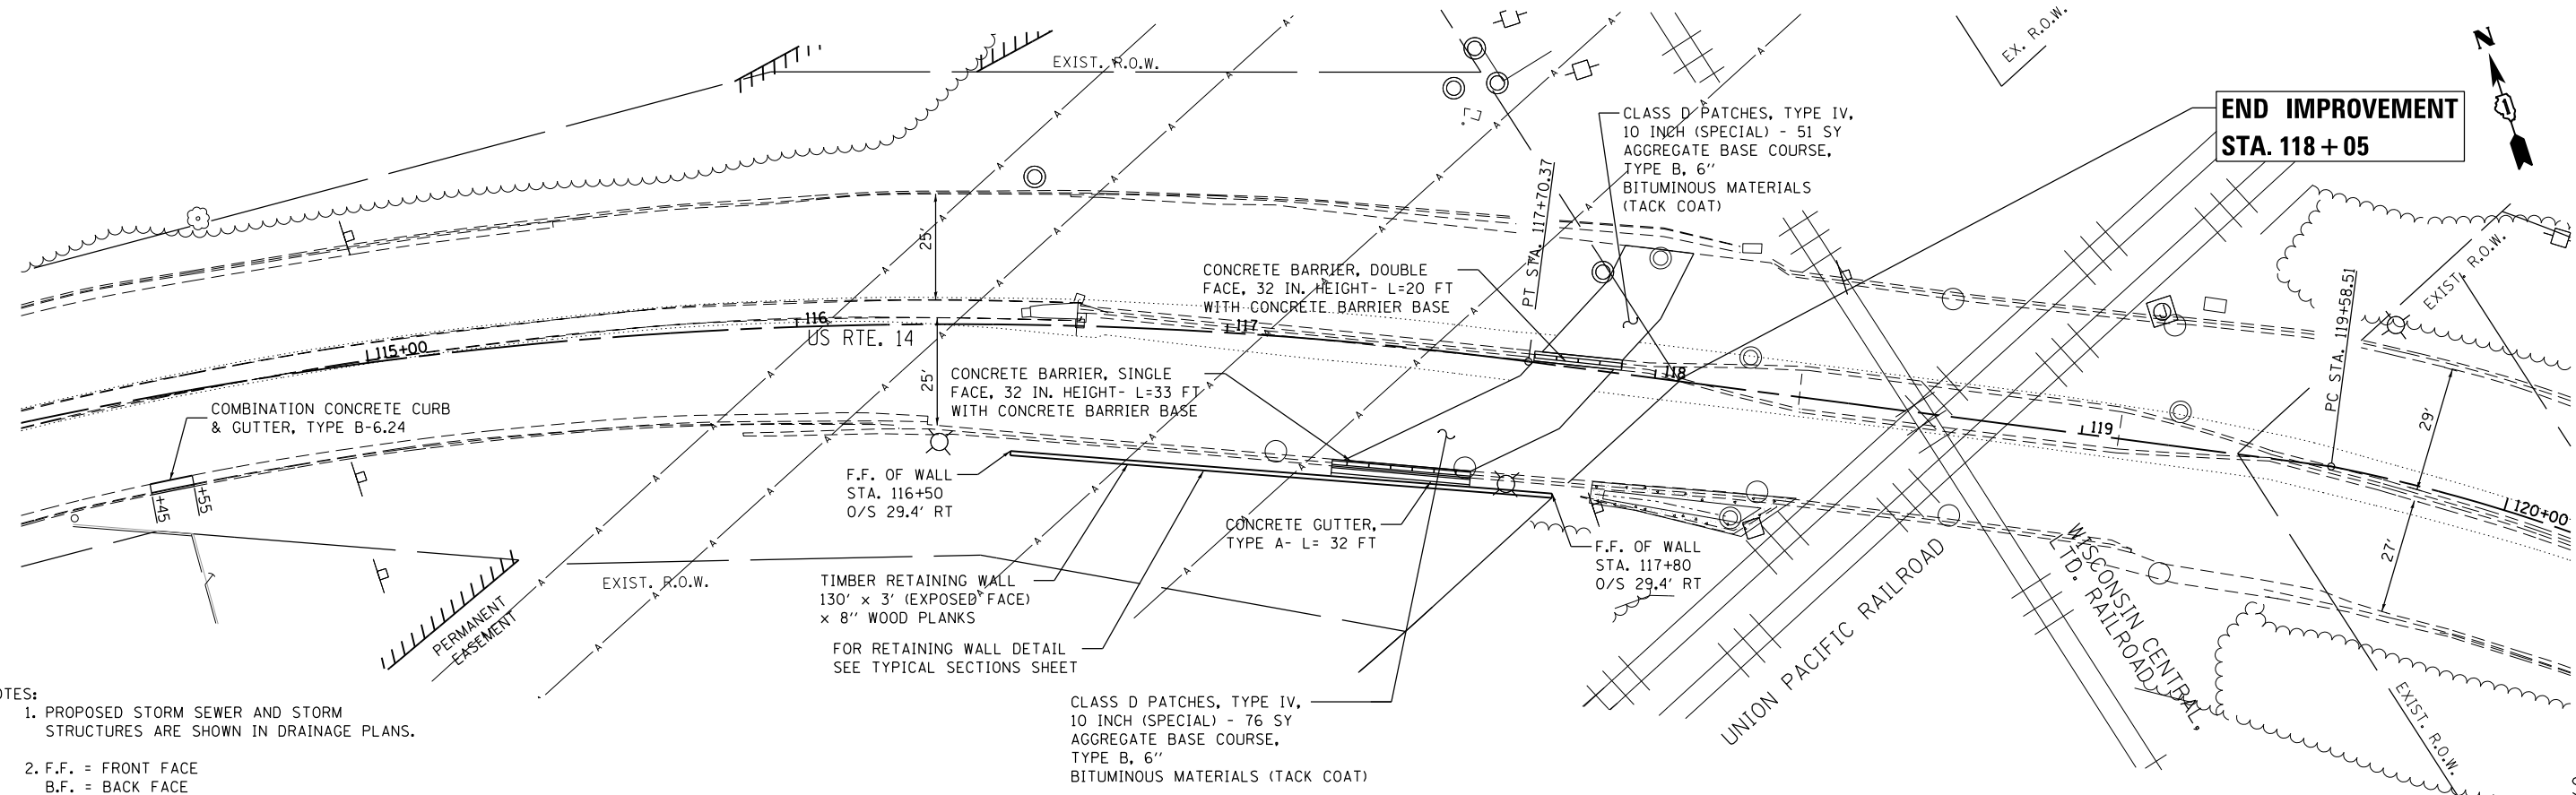 EXIST. R.O.W.
EX. R.O.W.
N
END IMPROVEMENT
STA. 118+05
CLASS D PATCHES, TYPE IV,
10 INCH (SPECIAL) - 51 SY
AGGREGATE BASE COURSE,
TYPE B, 6''
BITUMINOUS MATERIALS
(TACK COAT)
PT STA. 117+70.37
25'
CONCRETE BARRIER, DOUBLE
FACE, 32 IN. HEIGHT- L=20 FT
WITH CONCRETE BARRIER BASE
EXIST. R.O.W.
PC STA. 119+58.51
115+00
116
US RTE. 14
117
118
119
120+00
25'
29'
27'
CONCRETE BARRIER, SINGLE
FACE, 32 IN. HEIGHT- L=33 FT
WITH CONCRETE BARRIER BASE
COMBINATION CONCRETE CURB
& GUTTER, TYPE B-6.24
+45
+55
F.F. OF WALL
STA. 116+50
O/S 29.4' RT
CONCRETE GUTTER,
TYPE A- L= 32 FT
F.F. OF WALL
STA. 117+80
O/S 29.4' RT
EXIST. R.O.W.
PERMANENT
EASEMENT
TIMBER RETAINING WALL
130' x 3' (EXPOSED FACE)
x 8'' WOOD PLANKS
FOR RETAINING WALL DETAIL
SEE TYPICAL SECTIONS SHEET
UNION PACIFIC RAILROAD
WISCONSIN CENTRAL,
LTD. RAILROAD
EXIST. R.O.W.
CLASS D PATCHES, TYPE IV,
10 INCH (SPECIAL) - 76 SY
AGGREGATE BASE COURSE,
TYPE B, 6''
BITUMINOUS MATERIALS (TACK COAT)
OTES:
1. PROPOSED STORM SEWER AND STORM
STRUCTURES ARE SHOWN IN DRAINAGE PLANS.
2. F.F. = FRONT FACE
B.F. = BACK FACE